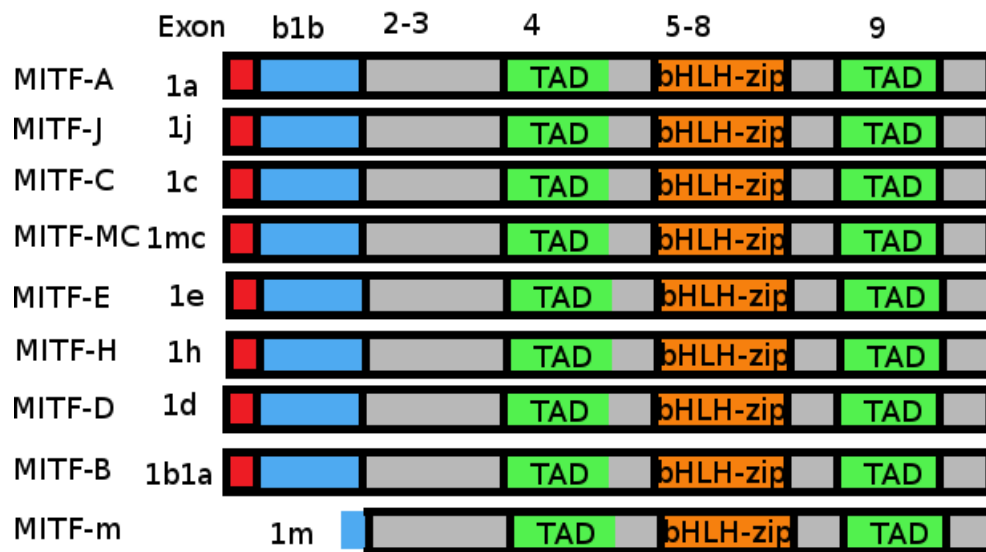 Exon b1b 2-3 4 5-8 9
MITF-A 1a TAD bHLH-zip TAD
MITF-J 1j TAD bHLH-zip TAD
MITF-C 1c TAD bHLH-zip TAD
MITF-MC 1mc TAD bHLH-zip TAD
MITF-E 1e TAD bHLH-zip TAD
MITF-H 1h TAD bHLH-zip TAD
MITF-D 1d TAD bHLH-zip TAD
MITF-B 1b1a TAD bHLH-zip TAD
MITF-m 1m TAD bHLH-zip TAD